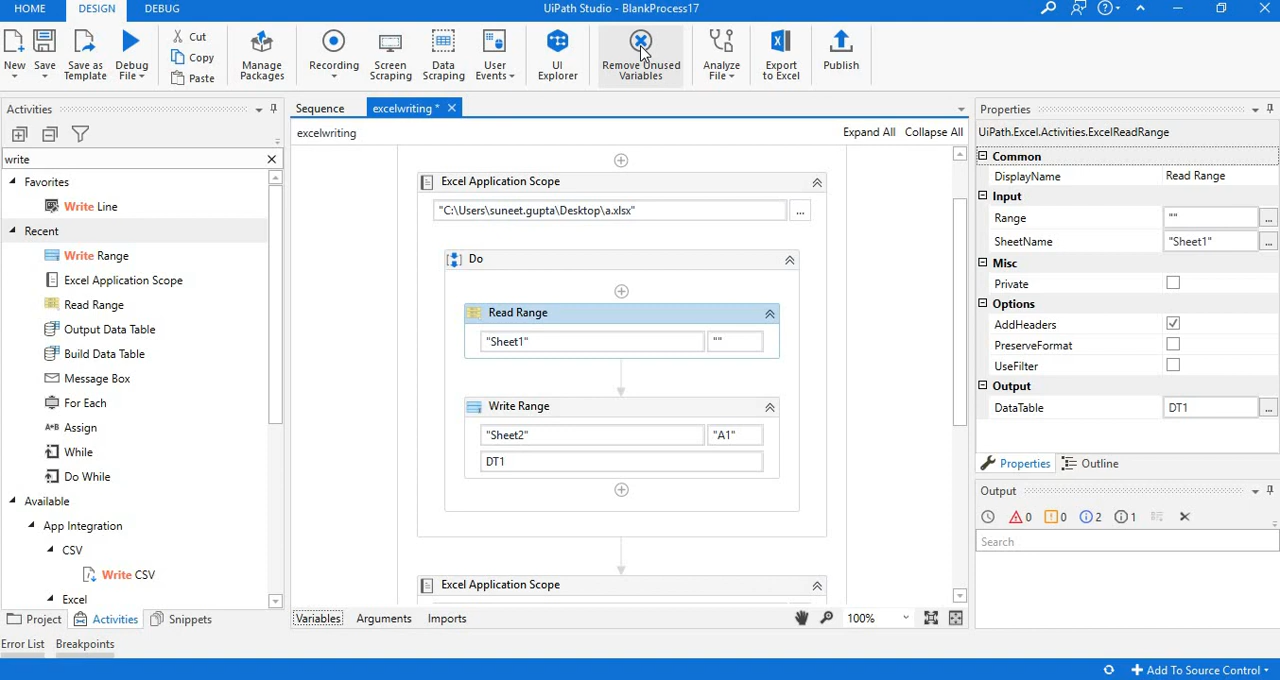 HOME DESIGN DEBUG UiPath Studio - BlankProcess17
New Save Save as Template Debug File Cut Copy Paste Manage Packages Recording Screen Scraping Data Scraping User Events UI Explorer Remove Unused Variables Analyze File Export to Excel Publish
Activities
write
Favorites
Write Line
Recent
Write Range
Excel Application Scope
Read Range
Output Data Table
Build Data Table
Message Box
For Each
A+B Assign
While
Do While
Available
App Integration
CSV
Write CSV
Excel
Project Activities Snippets
Error List Breakpoints
Sequence excelwriting *
excelwriting Expand All Collapse All
Excel Application Scope
"C:\Users\suneet.gupta\Desktop\a.xlsx" ...
Do
Read Range
"Sheet1" ""
Write Range
"Sheet2" "A1"
DT1
Excel Application Scope
Variables Arguments Imports 100%
Properties
UiPath.Excel.Activities.ExcelReadRange
Common
DisplayName Read Range
Input
Range "" ...
SheetName "Sheet1" ...
Misc
Private
Options
AddHeaders
PreserveFormat
UseFilter
Output
DataTable DT1 ...
Properties Outline
Output
0 0 2 1
Search
Add To Source Control